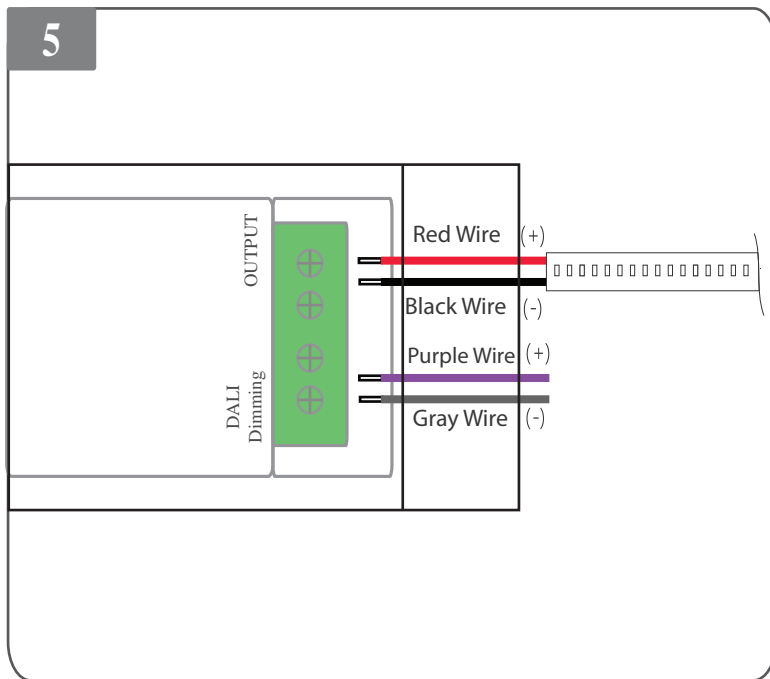 5
OUTPUT
DALI
Dimming
Red Wire (+)
Black Wire (-)
Purple Wire (+)
Gray Wire (-)